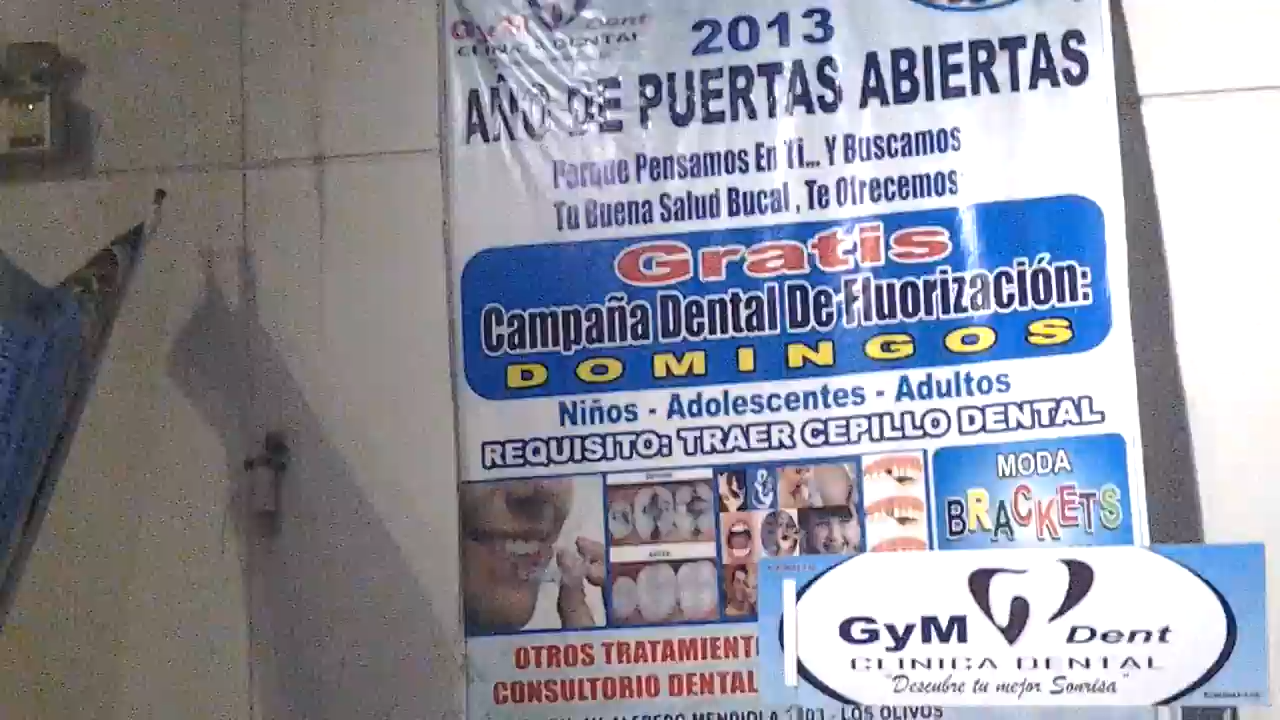 GyM Dent
CLINICA DENTAL
2013
AÑO DE PUERTAS ABIERTAS
Porque Pensamos En Ti... Y Buscamos
Tu Buena Salud Bucal , Te Ofrecemos
Gratis
Campaña Dental De Fluorización:
DOMINGOS
Niños - Adolescentes - Adultos
REQUISITO: TRAER CEPILLO DENTAL
MODA
BRACKETS
GyM Dent
CLINICA DENTAL
"Descubre tu mejor Sonrisa"
OTROS TRATAMIENT
CONSULTORIO DENTAL
ALFREDO MENDIOLA - LOS OLIVOS